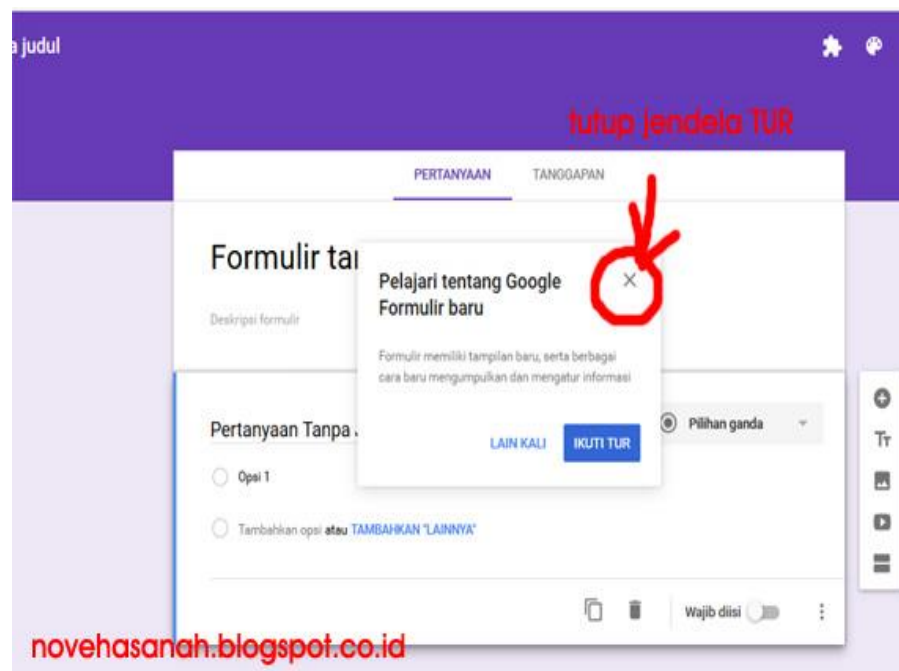 a judul
tutup jendela TUR
PERTANYAAN TANGGAPAN
Formulir tar
Pelajari tentang Google
Formulir baru
Deskripsi formulir
Formulir memiliki tampilan baru, serta berbagai
cara baru mengumpulkan dan mengatur informasi
LAIN KALI IKUTI TUR
Pertanyaan Tanpa
Pilihan ganda
Opsi 1
Tambahkan opsi atau TAMBAHKAN "LAINNYA"
Tт
Wajib diisi
novehasanah.blogspot.co.id